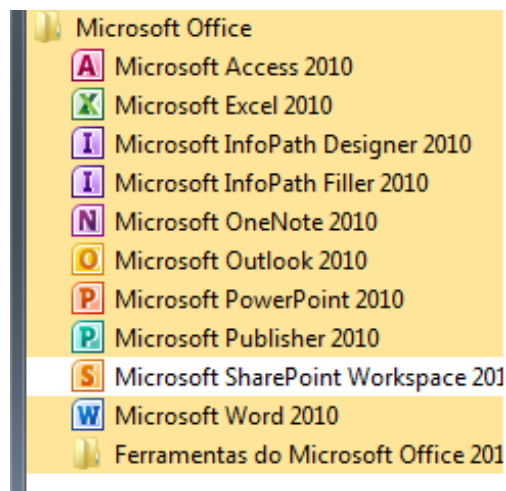 Microsoft Office
A Microsoft Access 2010
X Microsoft Excel 2010
I Microsoft InfoPath Designer 2010
I Microsoft InfoPath Filler 2010
N Microsoft OneNote 2010
O Microsoft Outlook 2010
P Microsoft PowerPoint 2010
P Microsoft Publisher 2010
S Microsoft SharePoint Workspace 201
W Microsoft Word 2010
Ferramentas do Microsoft Office 201